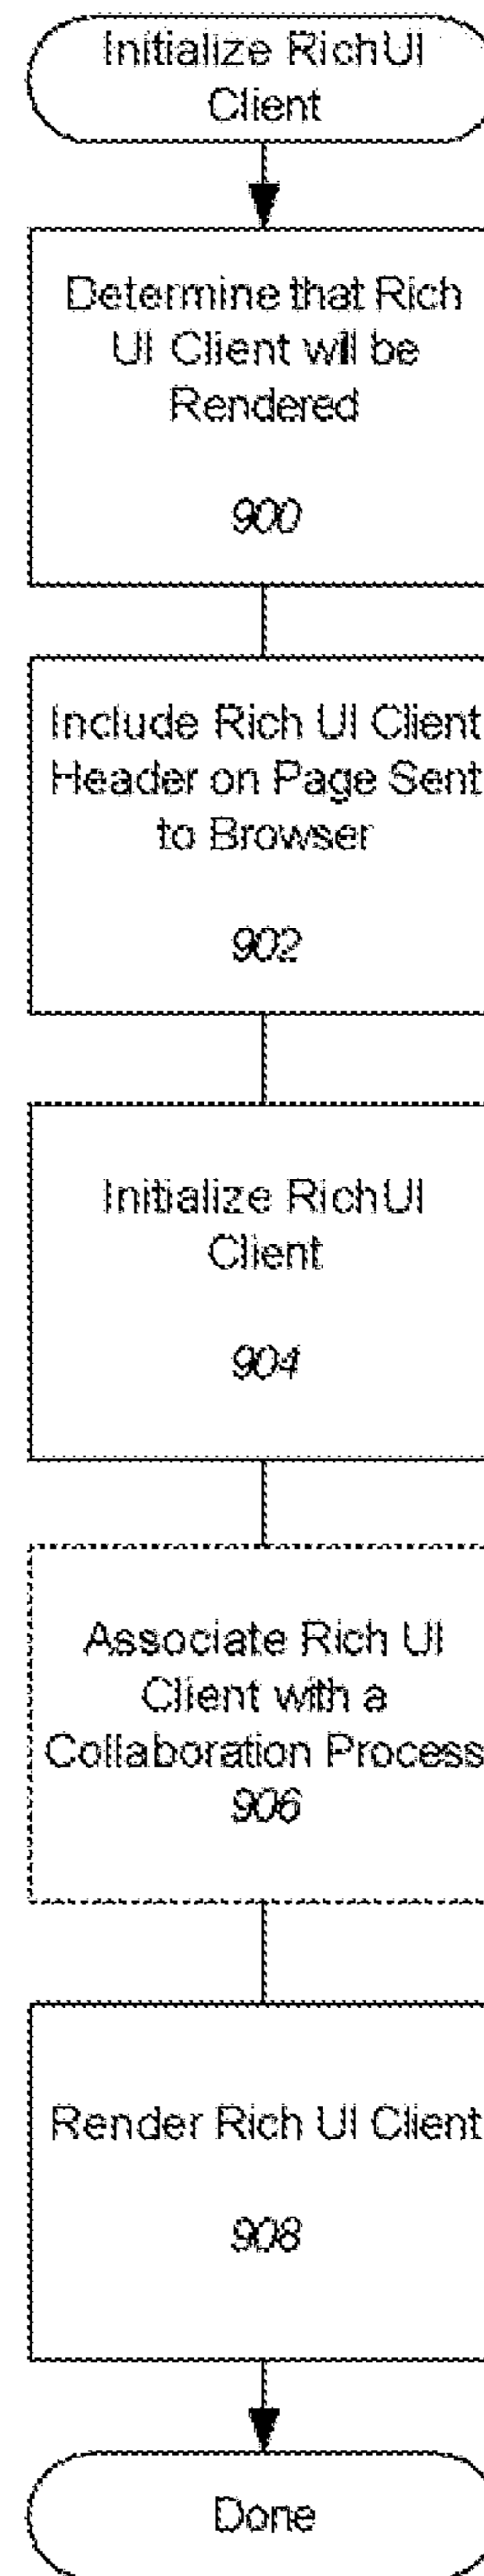 Initialize RichUI
Client
Determine that Rich
UI Client will be
Rendered
900
Include Rich UI Client
Header on Page Sent
to Browser
902
Initialize RichUI
Client
904
Associate Rich UI
Client with a
Collaboration Process
906
Render Rich UI Client
908
Done